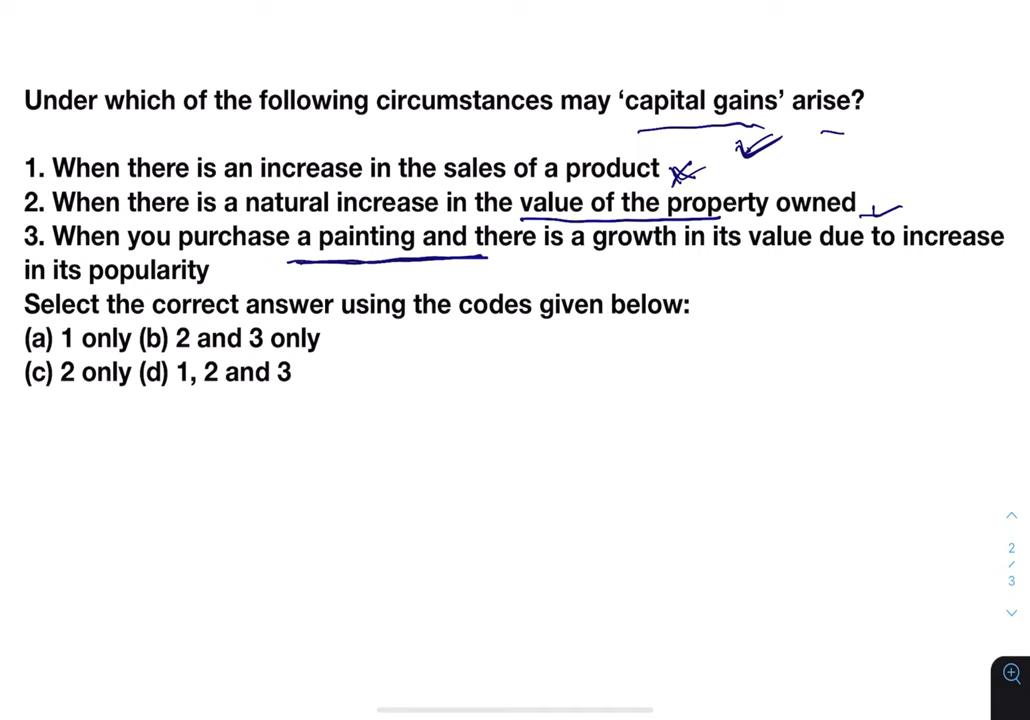 Under which of the following circumstances may ‘capital gains’ arise?
1. When there is an increase in the sales of a product
2. When there is a natural increase in the value of the property owned
3. When you purchase a painting and there is a growth in its value due to increase
in its popularity
Select the correct answer using the codes given below:
(a) 1 only (b) 2 and 3 only
(c) 2 only (d) 1, 2 and 3
2
/
3